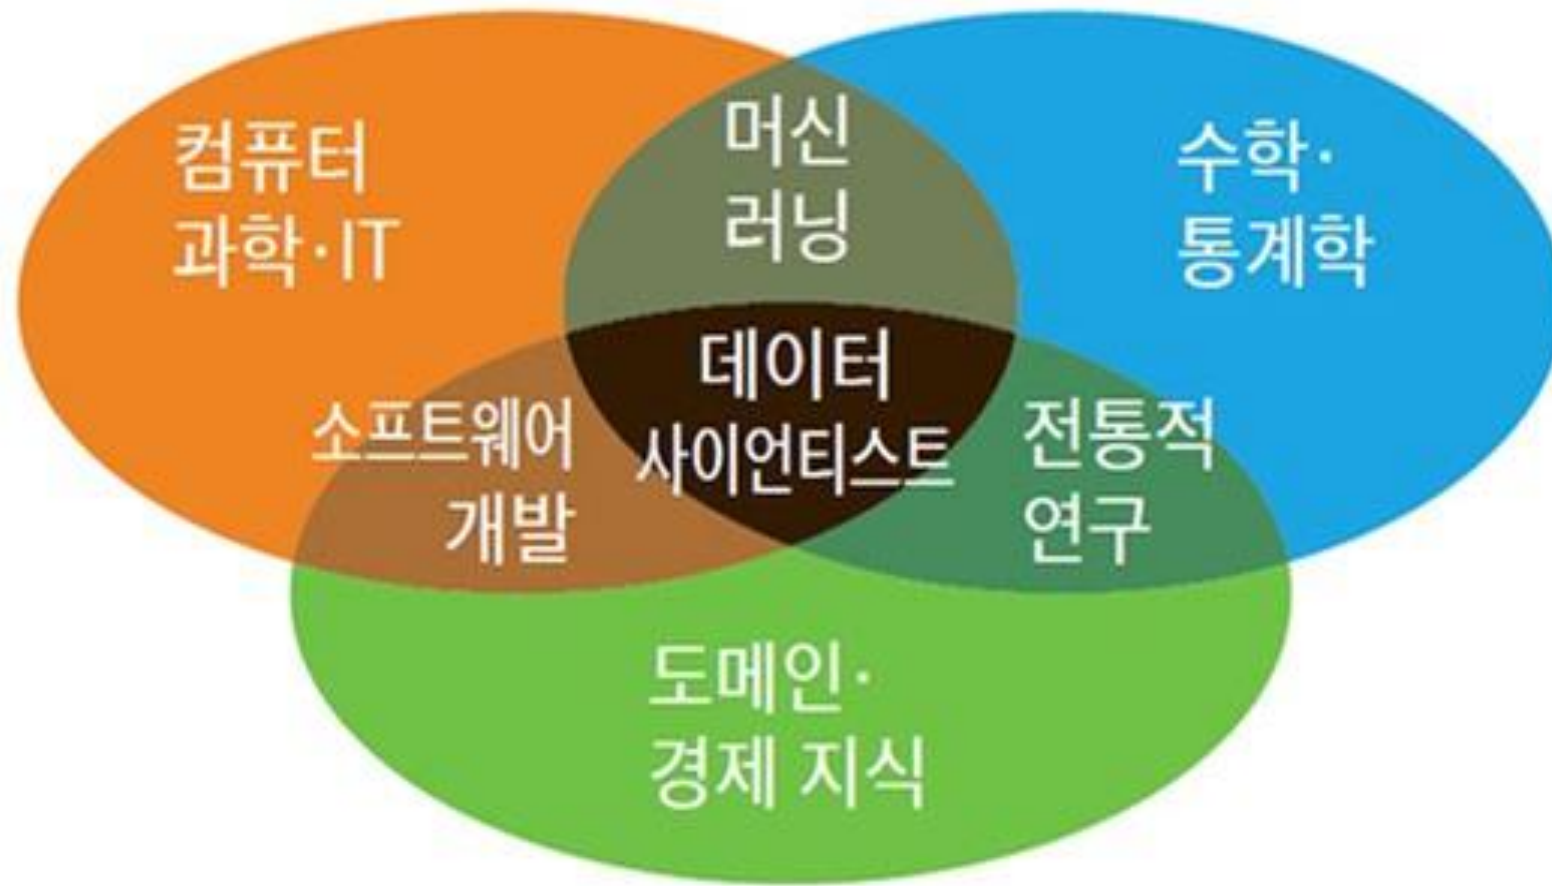 컴퓨터
과학·IT
머신
러닝
수학·
통계학
데이터
사이언티스트
소프트웨어
개발
전통적
연구
도메인·
경제 지식